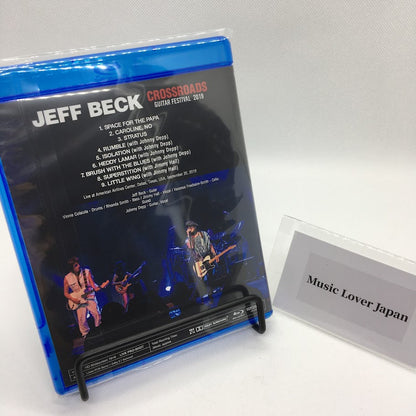 JEFF BECK CROSSROADS
GUITAR FESTIVAL 2019
1. SPACE FOR THE PAPA
2. CAROLINE, NO
3. STRATUS
4. RUMBLE (with Johnny Depp)
5. ISOLATION (with Johnny Depp)
6. HEDDY LAMAR (with Johnny Depp)
7. BRUSH WITH THE BLUES (with Johnny Depp)
8. SUPERSTITION (with Jimmy Hall)
9. LITTLE WING (with Jimmy Hall)
Live at American Airlines Center, Dallas, Texas, USA, September 20, 2019
Jeff Beck - Guitar
Vinnie Colaiuta - Drums / Rhonda Smith - Bass / Jimmy Hall - Vocal / Vanessa Freebairn-Smith - Cello
Guest
Johnny Depp - Guitar, Vocal
Music Lover Japan